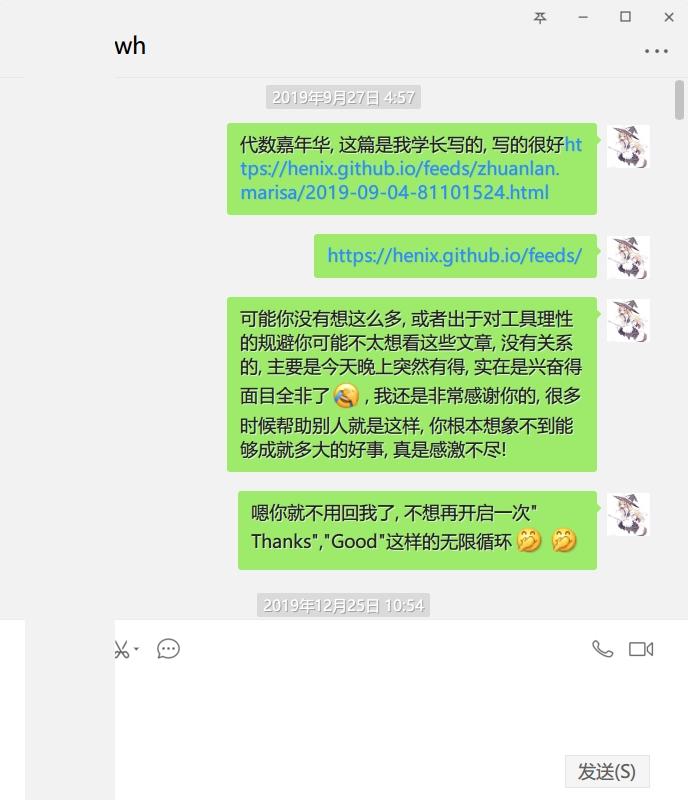 wh
2019年9月27日 4:57
代数嘉年华, 这篇是我学长写的, 写的很好ht
tps://henix.github.io/feeds/zhuanlan.
marisa/2019-09-04-81101524.html
https://henix.github.io/feeds/
可能你没有想这么多, 或者出于对工具理性
的规避你可能不太想看这些文章, 没有关系
的, 主要是今天晚上突然有得, 实在是兴奋得
面目全非了, 我还是非常感谢你的, 很多
时候帮助别人就是这样, 你根本想象不到能
够成就多大的好事, 真是感激不尽!
嗯你就不用回我了, 不想再开启一次"
Thanks","Good"这样的无限循环
2019年12月25日 10:54
发送(S)